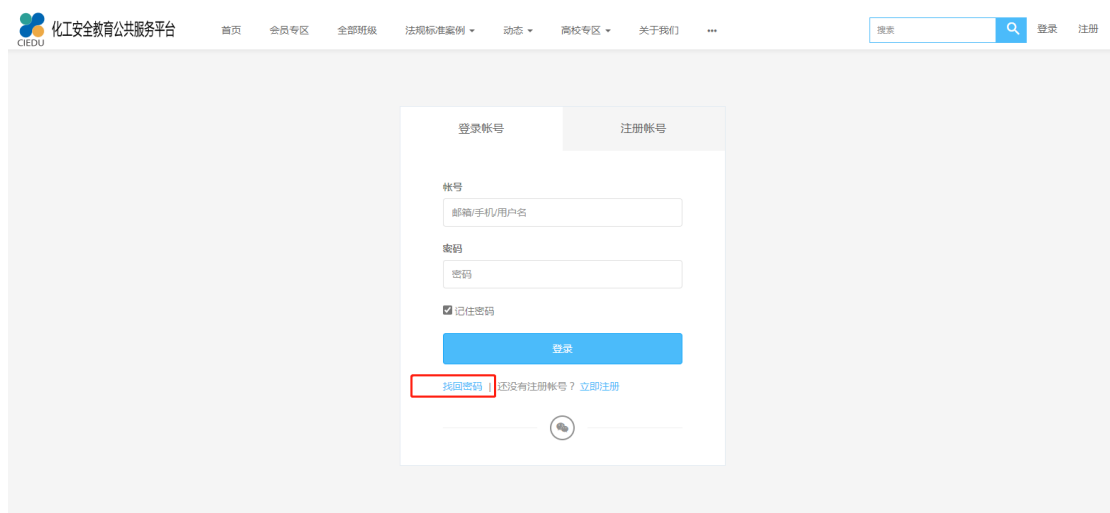 CIEDU 化工安全教育公共服务平台 首页 会员专区 全部班级 法规标准案例 动态 高校专区 关于我们 ••• 搜索 登录 注册
登录帐号 注册帐号
帐号
邮箱/手机/用户名
密码
密码
记住密码
登录
找回密码 | 还没有注册帐号？ 立即注册